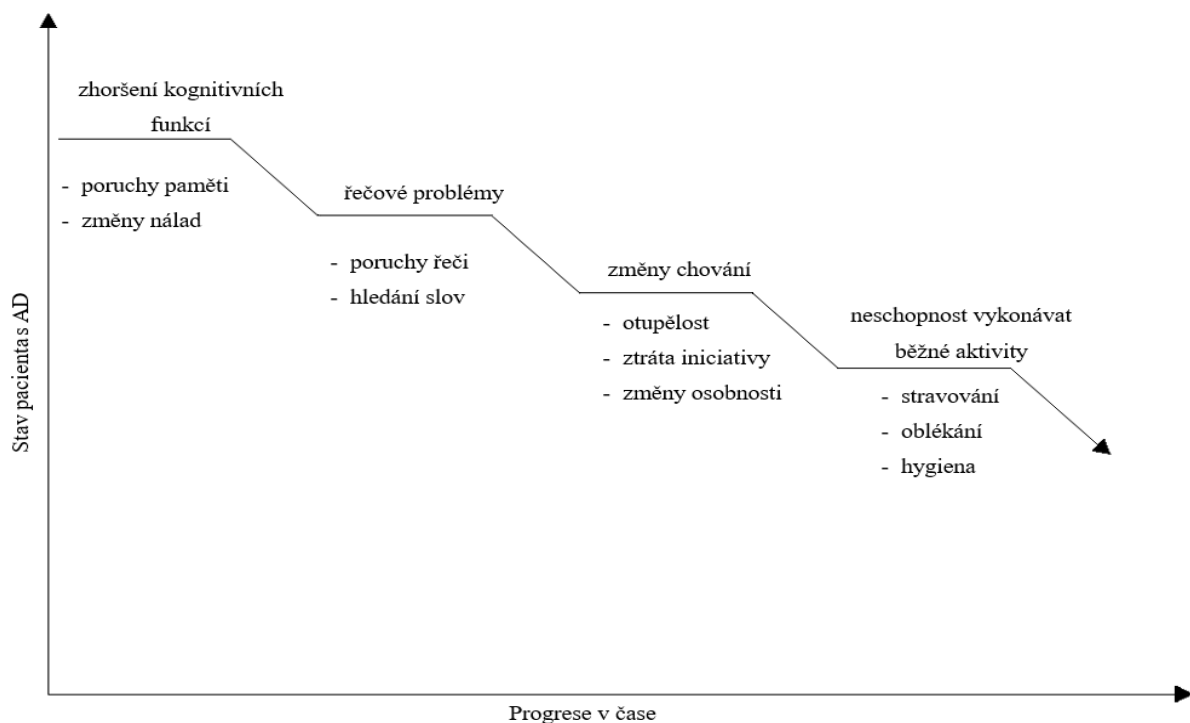 zhoršení kognitivních
funkcí
- poruchy paměti
- změny nálad
řečové problémy
- poruchy řeči
- hledání slov
změny chování
- otupělost
- ztráta iniciativy
- změny osobnosti
neschopnost vykonávat
běžné aktivity
- stravování
- oblékání
- hygiena
Stav pacienta s AD
Progrese v čase